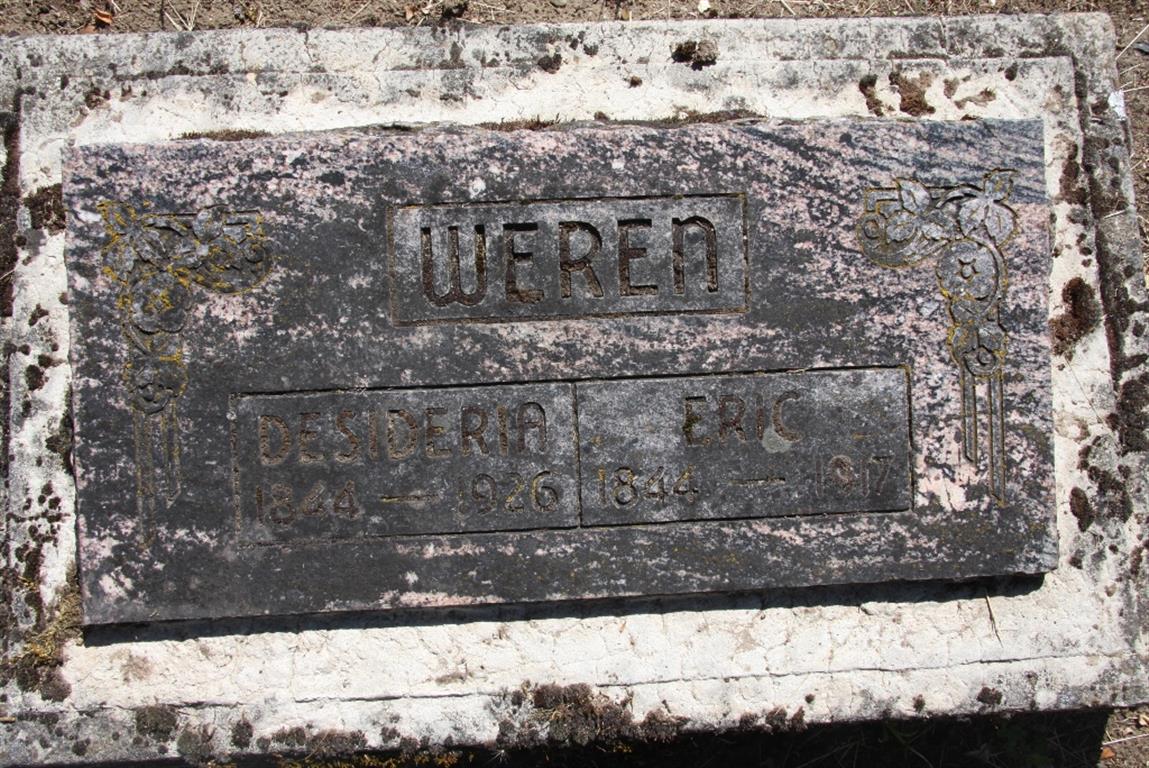 WEREN
DESIDERIA
1844 — 1926
ERIC
1844 — 1917